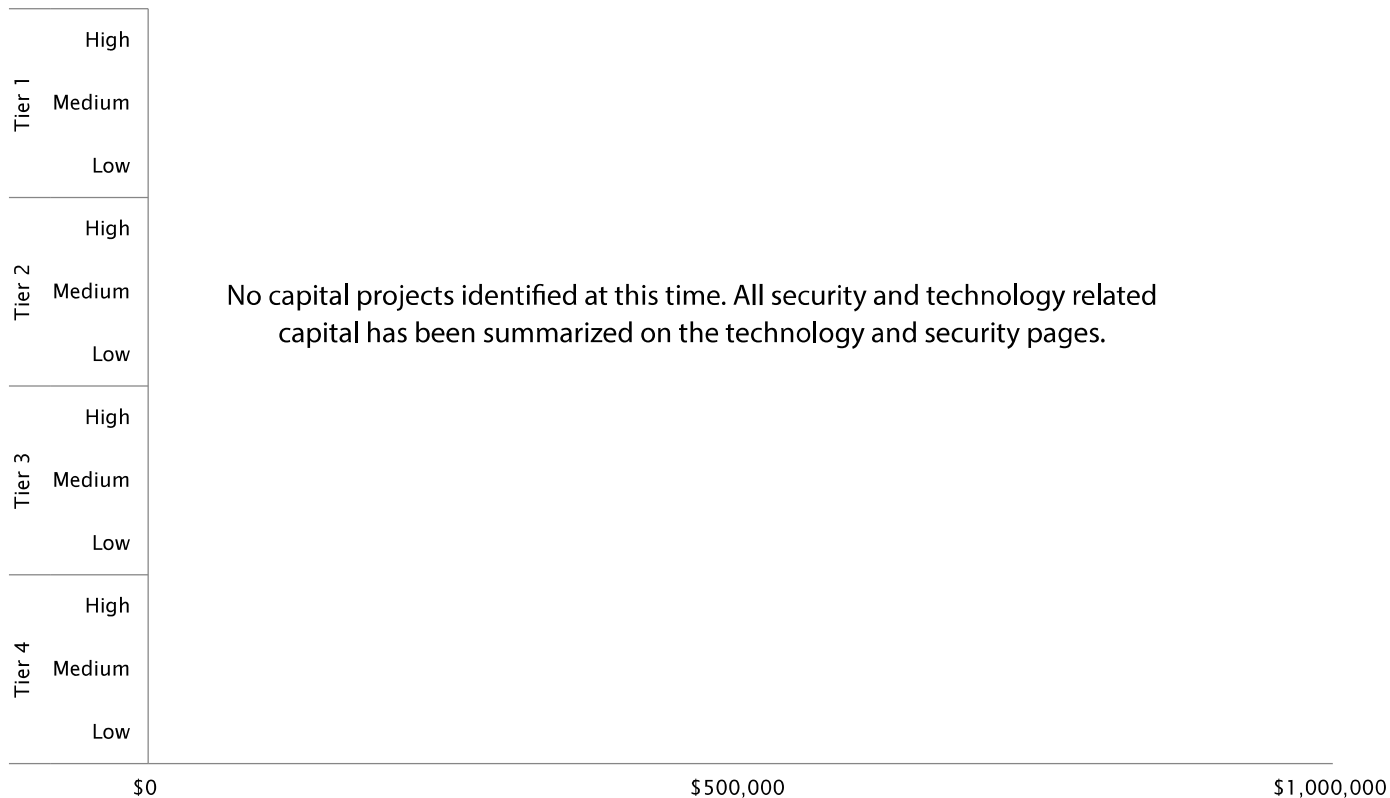 Tier 1
High
Medium
Low
Tier 2
High
Medium
Low
Tier 3
High
Medium
Low
Tier 4
High
Medium
Low
No capital projects identified at this time. All security and technology related
capital has been summarized on the technology and security pages.
$0
$500,000
$1,000,000